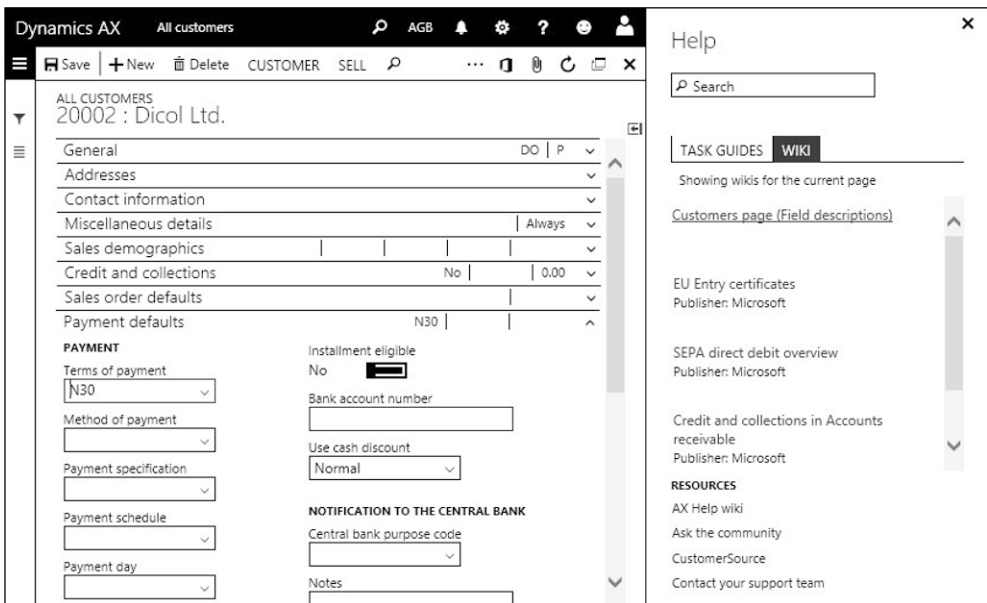 Dynamics AX All customers AGB ?
Save New Delete CUSTOMER SELL ...
ALL CUSTOMERS
20002 : Dicol Ltd.
General DO P
Addresses
Contact information
Miscellaneous details Always
Sales demographics
Credit and collections No 0.00
Sales order defaults
Payment defaults N30
PAYMENT
Terms of payment
N30
Method of payment
Payment specification
Payment schedule
Payment day
Installment eligible
No
Bank account number
Use cash discount
Normal
NOTIFICATION TO THE CENTRAL BANK
Central bank purpose code
Notes
Help
Search
TASK GUIDES WIKI
Showing wikis for the current page
Customers page (Field descriptions)
EU Entry certificates
Publisher: Microsoft
SEPA direct debit overview
Publisher: Microsoft
Credit and collections in Accounts
receivable
Publisher: Microsoft
RESOURCES
AX Help wiki
Ask the community
CustomerSource
Contact your support team